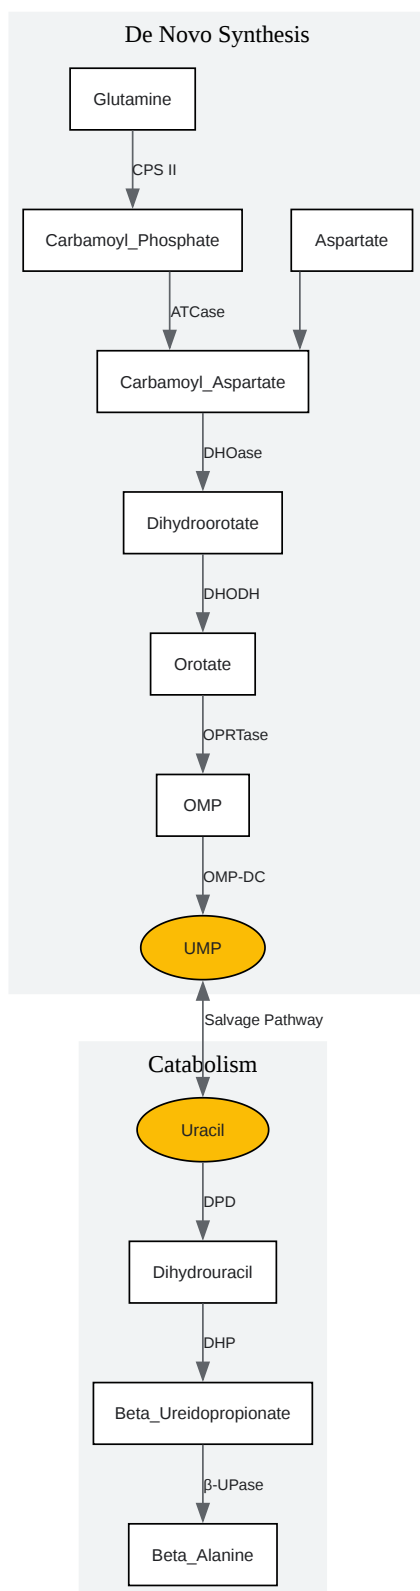 De Novo Synthesis
Glutamine
CPS II
Carbamoyl_Phosphate
Aspartate
ATCase
Carbamoyl_Aspartate
DHOase
Dihydroorotate
DHODH
Orotate
OPRTase
OMP
OMP-DC
UMP
Salvage Pathway
Catabolism
Uracil
DPD
Dihydrouracil
DHP
Beta_Ureidopropionate
β-UPase
Beta_Alanine